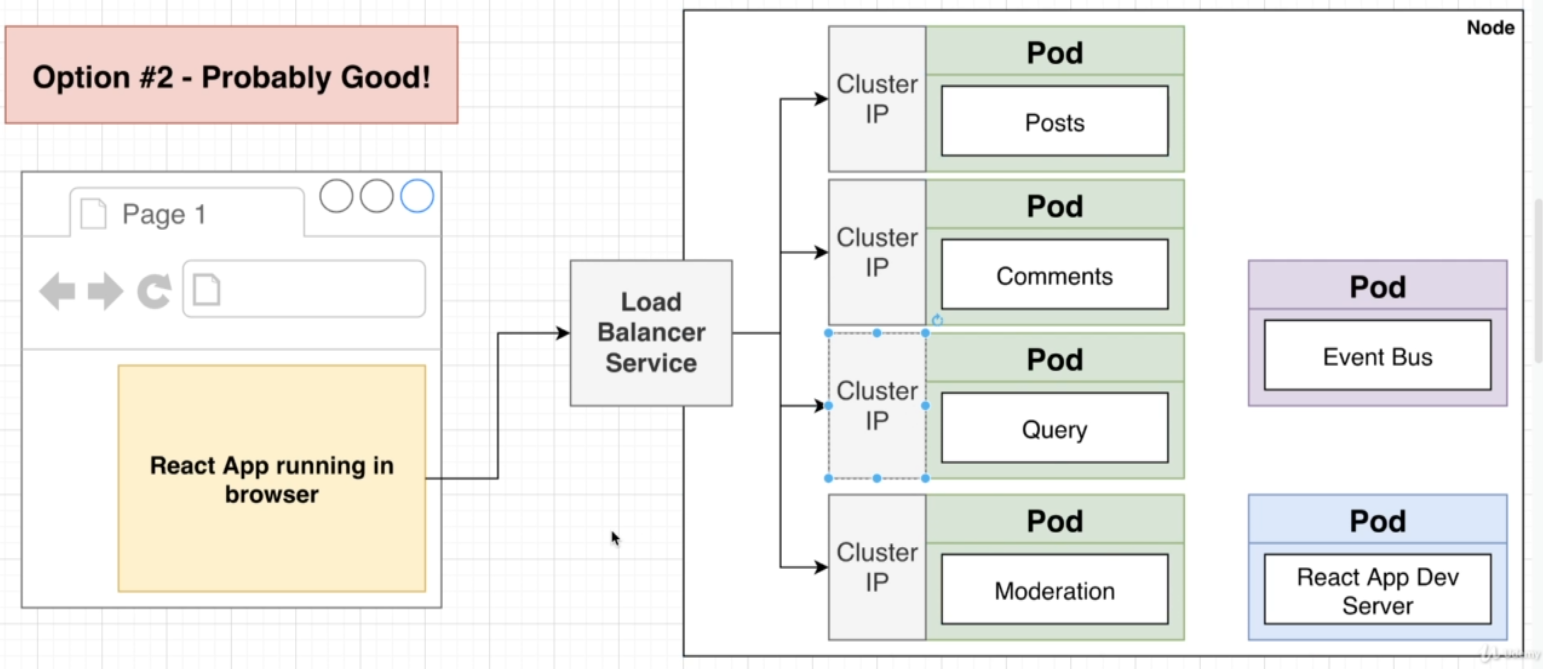 Option #2 - Probably Good!
Page 1
React App running in
browser
Load
Balancer
Service
Node
Cluster
IP
Pod
Posts
Cluster
IP
Pod
Comments
Cluster
IP
Pod
Query
Cluster
IP
Pod
Moderation
Pod
Event Bus
Pod
React App Dev
Server
Udemy